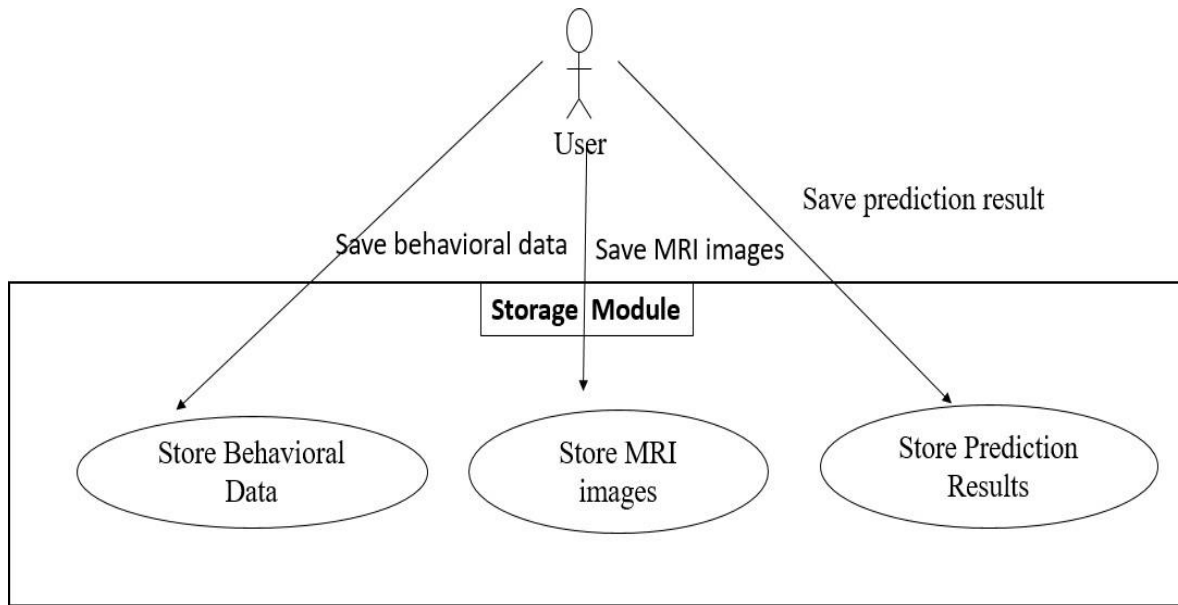 User
Save prediction result
Save behavioral data
Save MRI images
Storage Module
Store Behavioral
Data
Store MRI
images
Store Prediction
Results